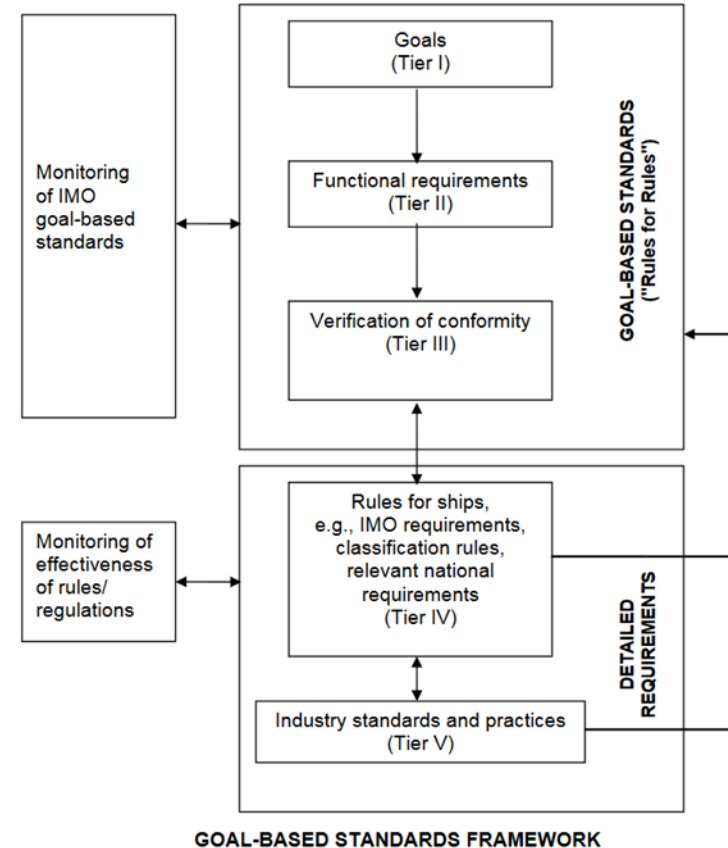 Goals
(Tier I)
Functional requirements
(Tier II)
Verification of conformity
(Tier III)
GOAL-BASED STANDARDS
("Rules for Rules")
Monitoring
of IMO
goal-based
standards
Rules for ships,
e.g., IMO requirements,
classification rules,
relevant national
requirements
(Tier IV)
Industry standards and practices
(Tier V)
DETAILED
REQUIREMENTS
Monitoring of
effectiveness
of rules/
regulations
GOAL-BASED STANDARDS FRAMEWORK